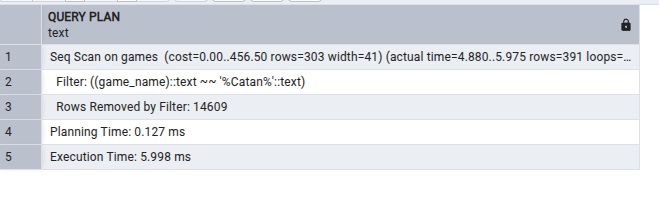 QUERY PLAN
text
1 Seq Scan on games (cost=0.00..456.50 rows=303 width=41) (actual time=4.880..5.975 rows=391 loops=...
2 Filter: ((game_name)::text ~~ '%Catan%'::text)
3 Rows Removed by Filter: 14609
4 Planning Time: 0.127 ms
5 Execution Time: 5.998 ms